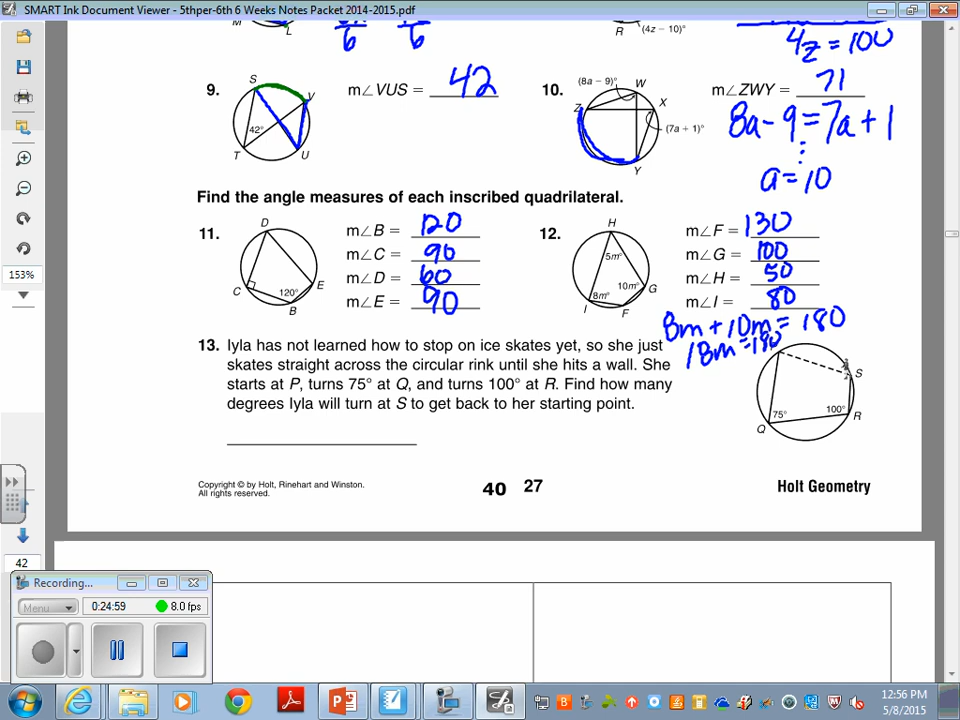 SMART Ink Document Viewer - 5thper-6th 6 Weeks Notes Packet 2014-2015.pdf
M
L
6
6
R
(4z − 10)°
4z = 100
9.
S
V
42°
T
U
m∠VUS = 42
10.
(8a − 9)°
W
Z
X
(7a + 1)°
Y
m∠ZWY = 71
8a - 9 = 7a + 1
a = 10
Find the angle measures of each inscribed quadrilateral.
11.
D
C
120°
E
B
m∠B = 120
m∠C = 90
m∠D = 60
m∠E = 90
12.
H
5m°
10m°
G
8m°
I
F
m∠F = 130
m∠G = 100
m∠H = 50
m∠I = 80
8m + 10m = 180
18m = 180
13. Iyla has not learned how to stop on ice skates yet, so she just
skates straight across the circular rink until she hits a wall. She
starts at P, turns 75° at Q, and turns 100° at R. Find how many
degrees Iyla will turn at S to get back to her starting point.
S
75°
100°
R
Q
Copyright © by Holt, Rinehart and Winston.
All rights reserved.
40
27
Holt Geometry
153%
42
Recording...
Menu
0:24:59
8.0 fps
12:56 PM
5/8/2015